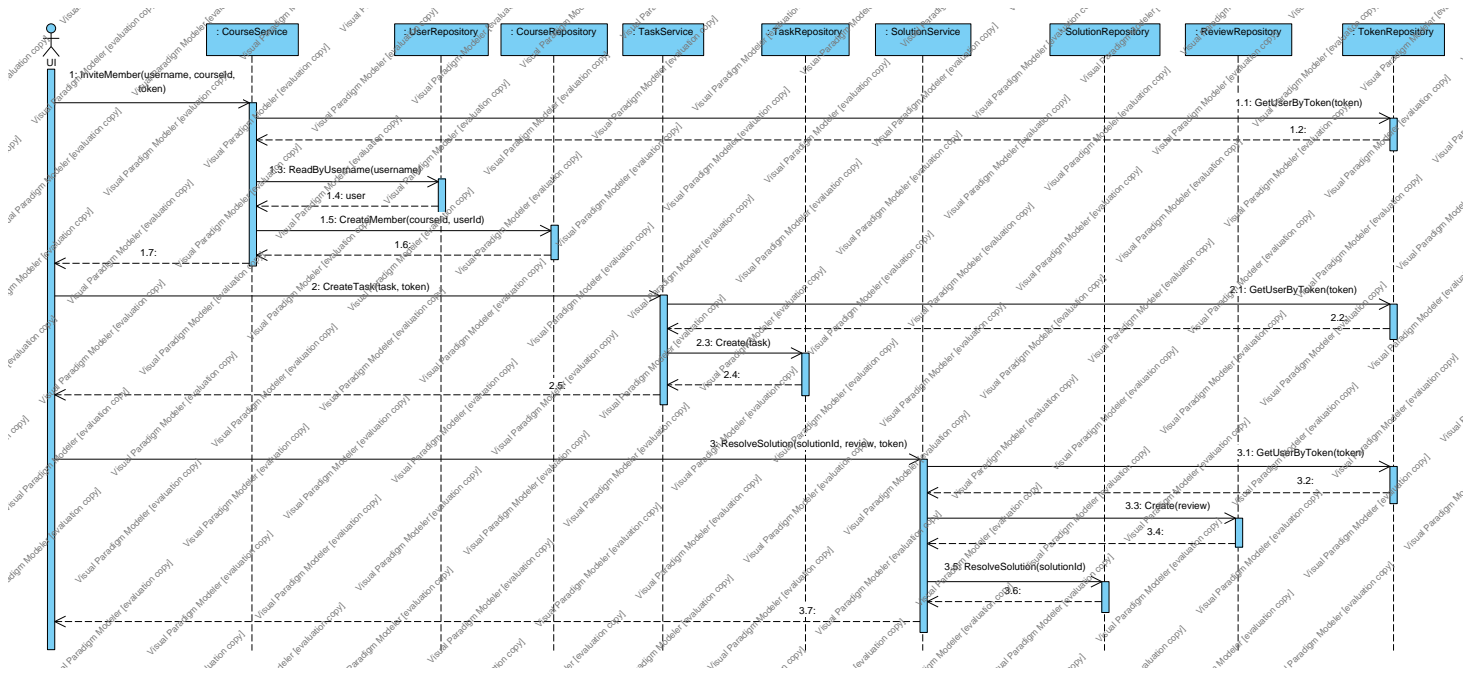 : CourseService
: UserRepository
: CourseRepository
: TaskService
: TaskRepository
: SolutionService
: SolutionRepository
: ReviewRepository
: TokenRepository
UI
1: InviteMember(username, courseId,
token)
1.1: GetUserByToken(token)
1.2:
1.3: ReadByUsername(username)
1.4: user
1.5: CreateMember(courseId, userId)
1.6:
1.7:
2: CreateTask(task, token)
2.1: GetUserByToken(token)
2.2:
2.3: Create(task)
2.4:
2.5:
3: ResolveSolution(solutionId, review, token)
3.1: GetUserByToken(token)
3.2:
3.3: Create(review)
3.4:
3.5: ResolveSolution(solutionId)
3.6:
3.7:
Visual Paradigm Modeler [evaluation copy]